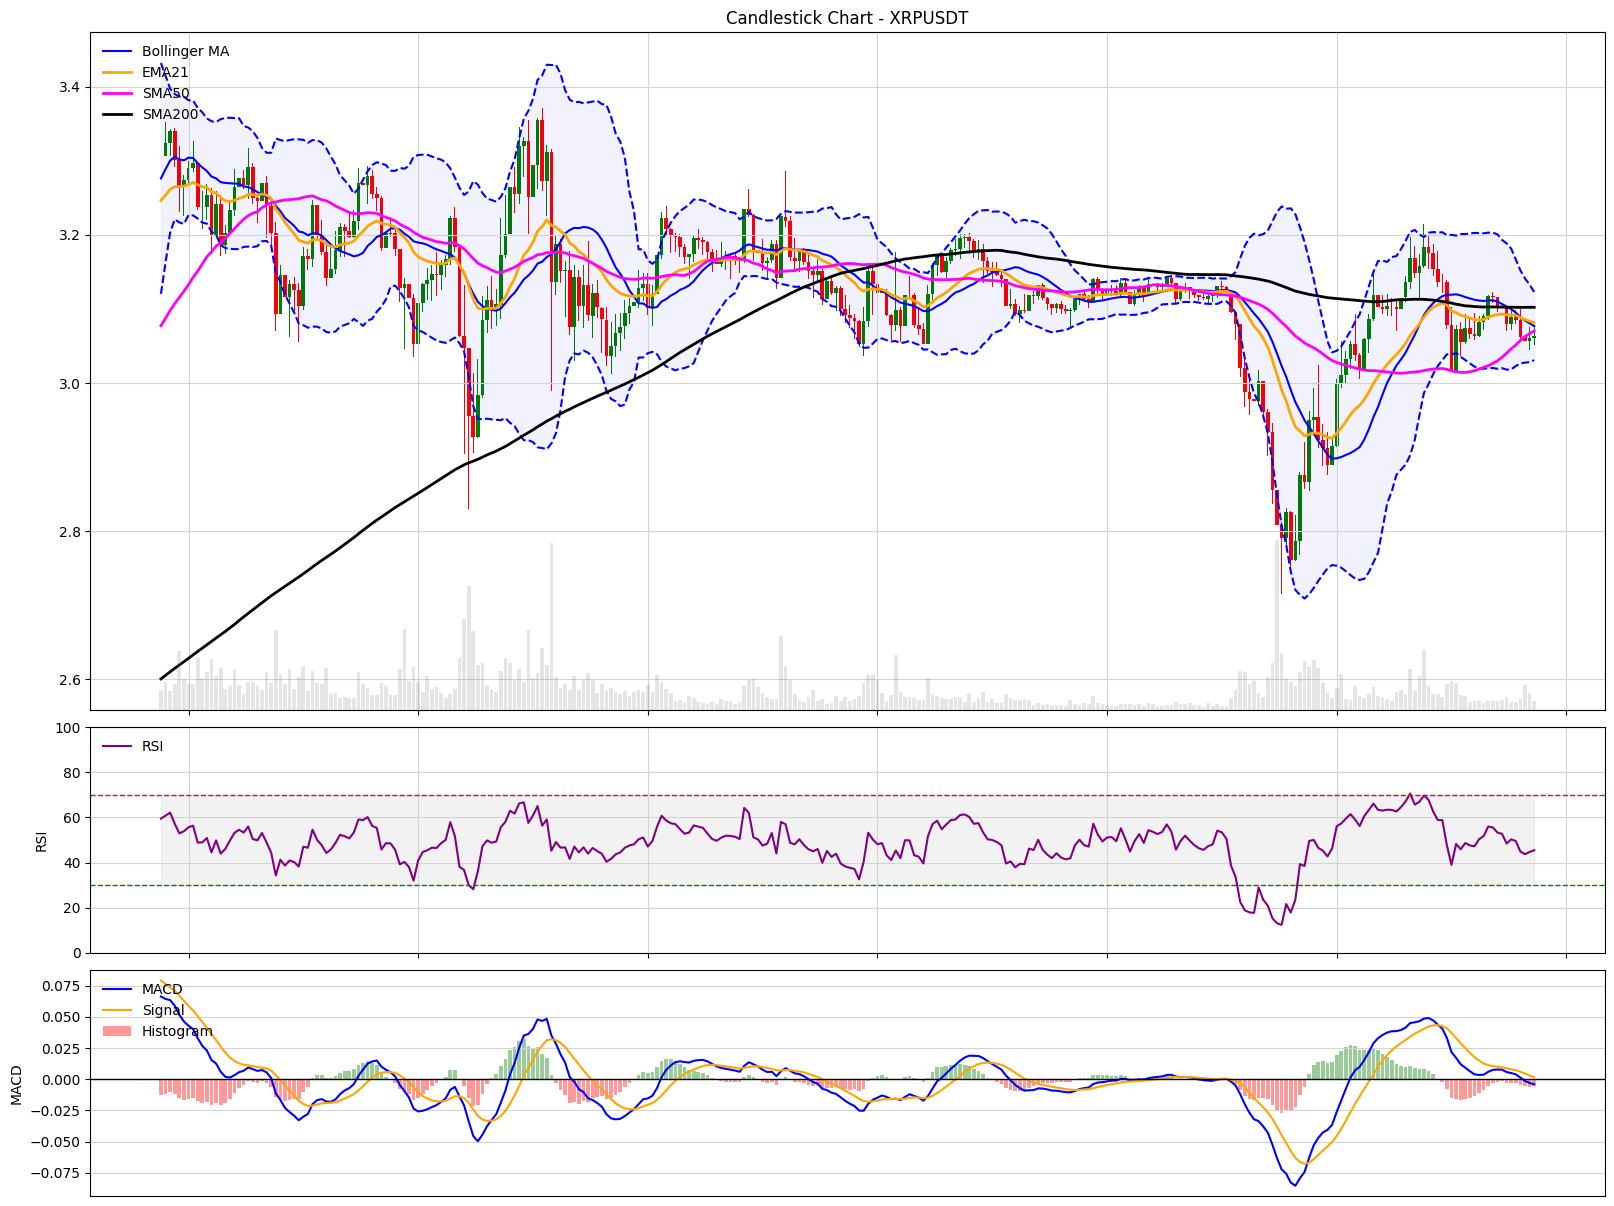 Candlestick Chart - XRPUSDT
Bollinger MA
EMA21
SMA50
SMA200
3.4
3.2
3.0
2.8
2.6
100
80
60
40
20
0
RSI
RSI
0.075
0.050
0.025
0.000
−0.025
−0.050
−0.075
MACD
MACD
Signal
Histogram